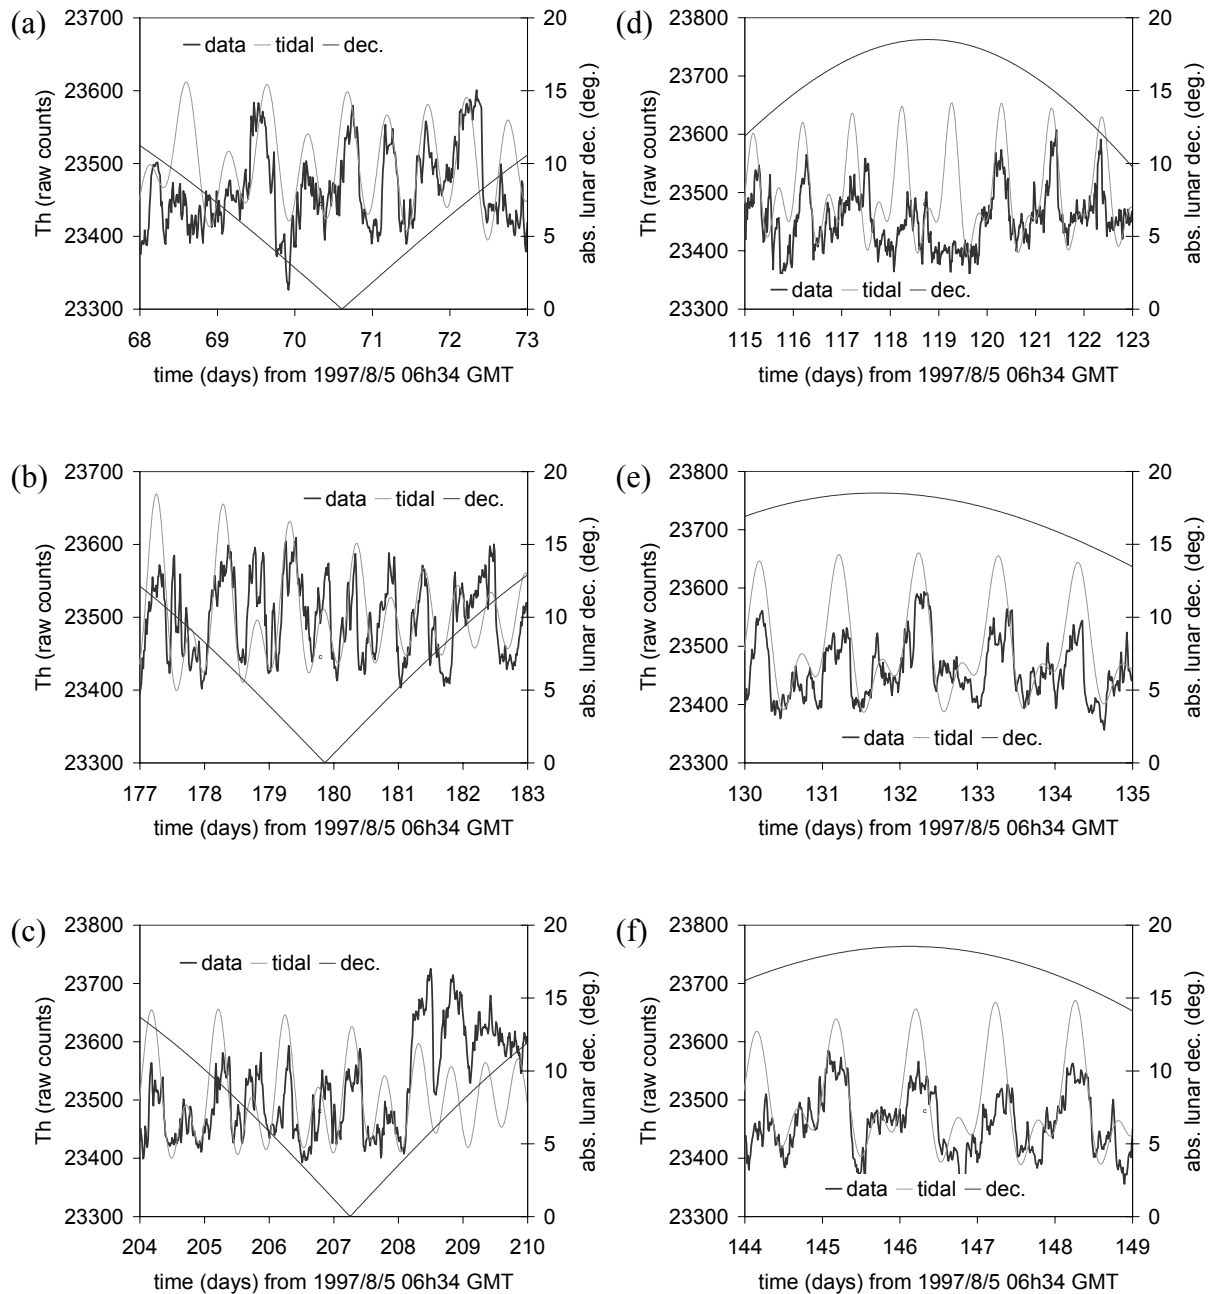 (a)
23700
23600
23500
23400
23300
Th (raw counts)
data tidal dec.
20
15
10
5
0
abs. lunar dec. (deg.)
68 69 70 71 72 73
time (days) from 1997/8/5 06h34 GMT
(d)
23800
23700
23600
23500
23400
23300
Th (raw counts)
data tidal dec.
20
15
10
5
0
abs. lunar dec. (deg.)
115 116 117 118 119 120 121 122 123
time (days) from 1997/8/5 06h34 GMT
(b)
23700
23600
23500
23400
23300
Th (raw counts)
data tidal dec.
c
20
15
10
5
0
abs. lunar dec. (deg.)
177 178 179 180 181 182 183
time (days) from 1997/8/5 06h34 GMT
(e)
23800
23700
23600
23500
23400
23300
Th (raw counts)
data tidal dec.
20
15
10
5
0
abs. lunar dec. (deg.)
130 131 132 133 134 135
time (days) from 1997/8/5 06h34 GMT
(c)
23800
23700
23600
23500
23400
23300
Th (raw counts)
data tidal dec.
c
20
15
10
5
0
abs. lunar dec. (deg.)
204 205 206 207 208 209 210
time (days) from 1997/8/5 06h34 GMT
(f)
23800
23700
23600
23500
23400
23300
Th (raw counts)
c
data tidal dec.
20
15
10
5
0
abs. lunar dec. (deg.)
144 145 146 147 148 149
time (days) from 1997/8/5 06h34 GMT